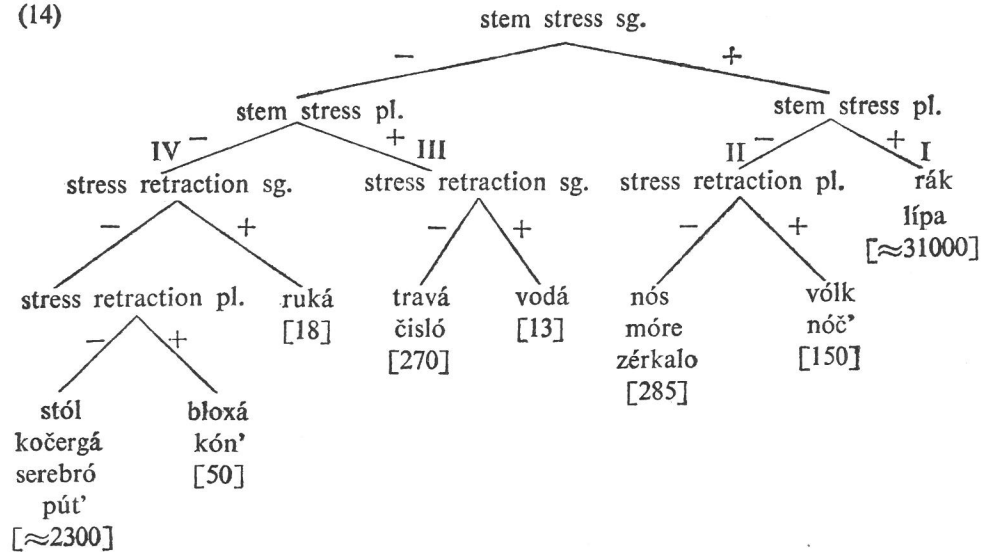 (14)
stem stress sg.
− +
stem stress pl. stem stress pl.
IV − + III II − + I
stress retraction sg. stress retraction sg. stress retraction pl. rák
lípa
[≈31000]
− + − + − +
stress retraction pl. ruká travá vodá nós vólk
[18] čisló [13] móre nóč’
[270] zérkalo [150]
[285]
− +
stól błoxá
kočergá kón’
serebró [50]
pút’
[≈2300]